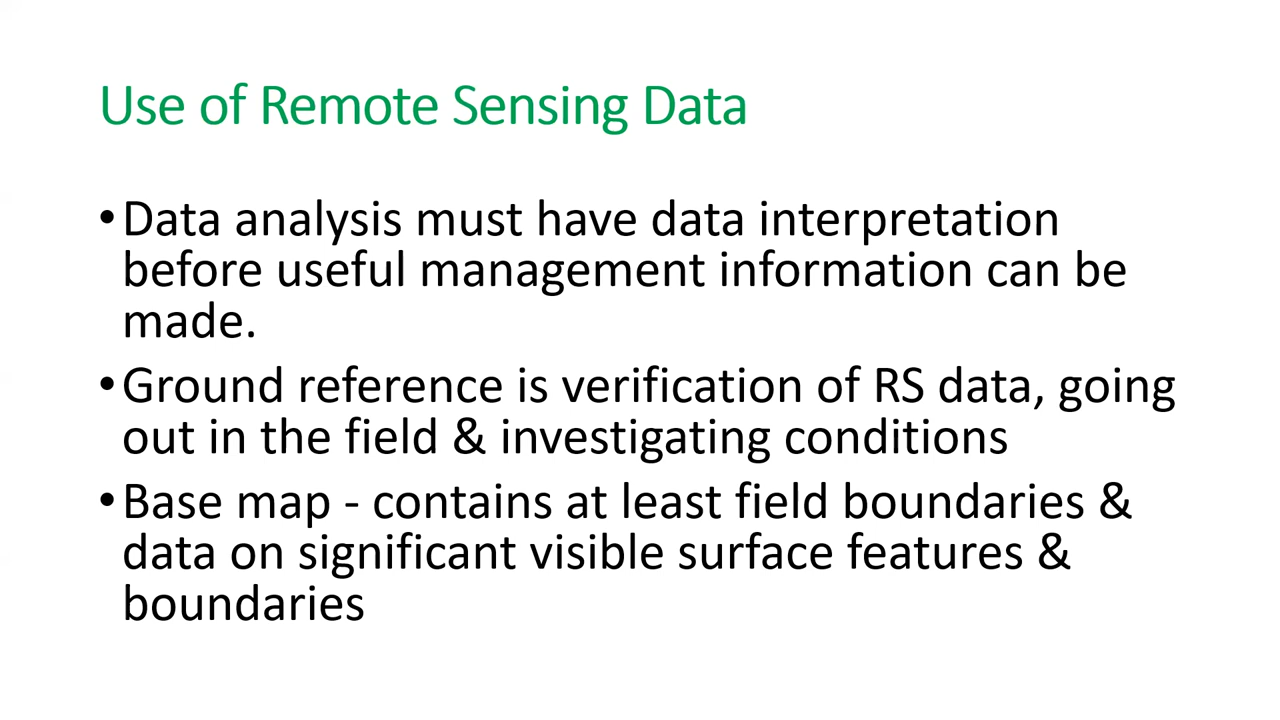 Use of Remote Sensing Data
•Data analysis must have data interpretation
before useful management information can be
made.
•Ground reference is verification of RS data, going
out in the field & investigating conditions
•Base map - contains at least field boundaries &
data on significant visible surface features &
boundaries